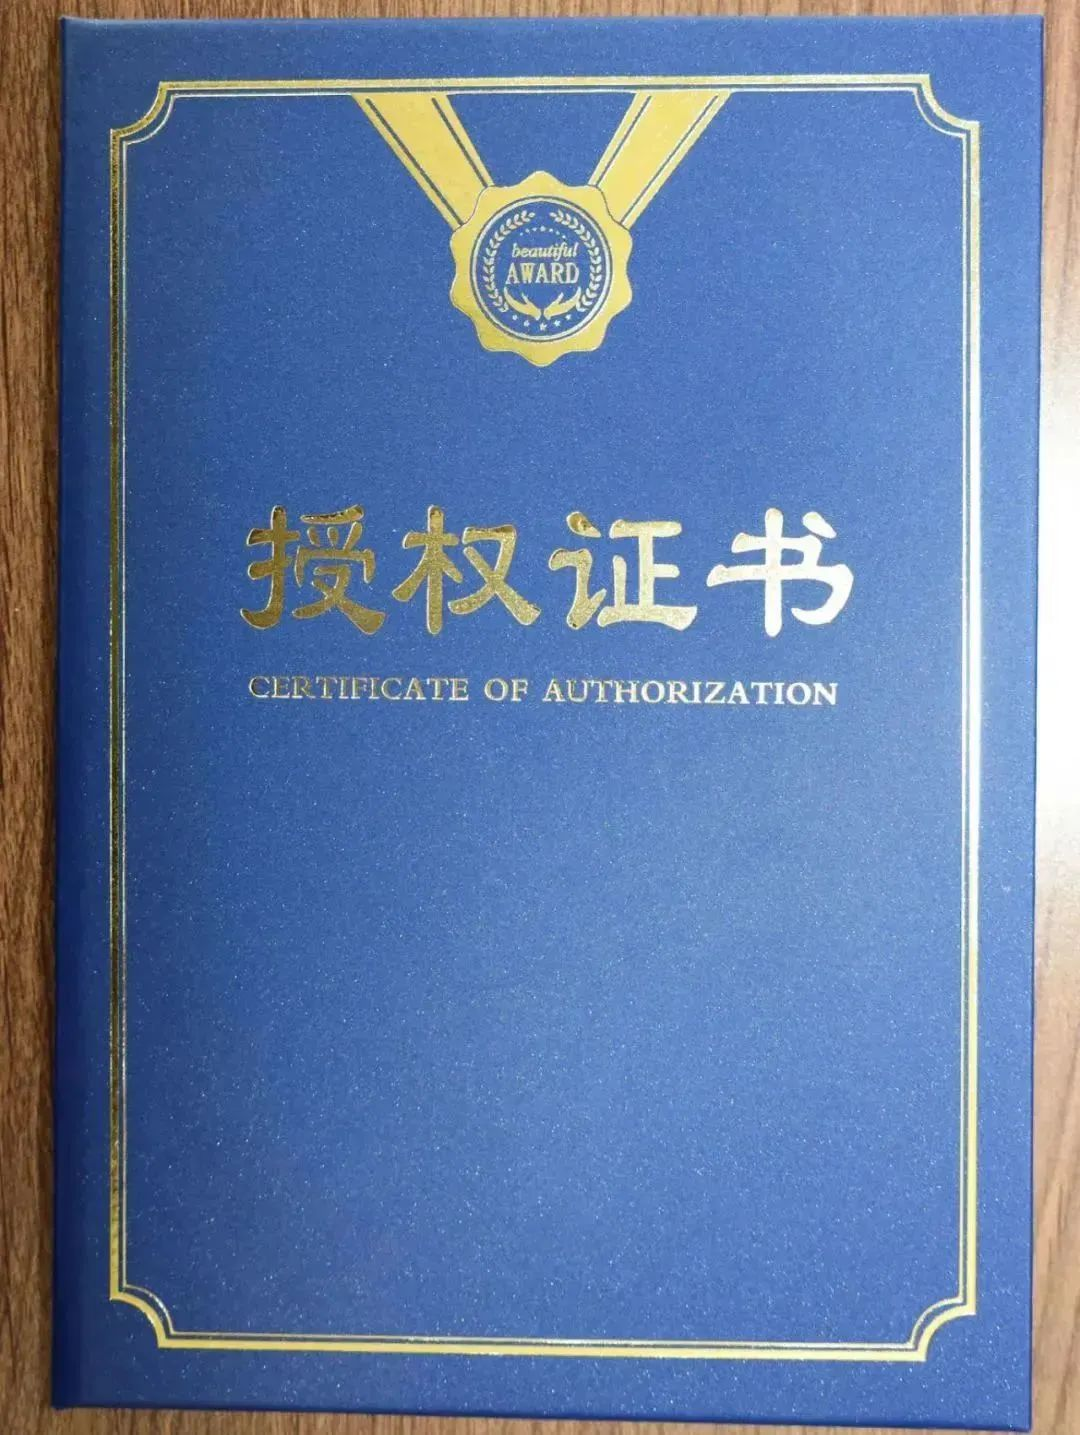 beautiful
AWARD
授权证书
CERTIFICATE OF AUTHORIZATION